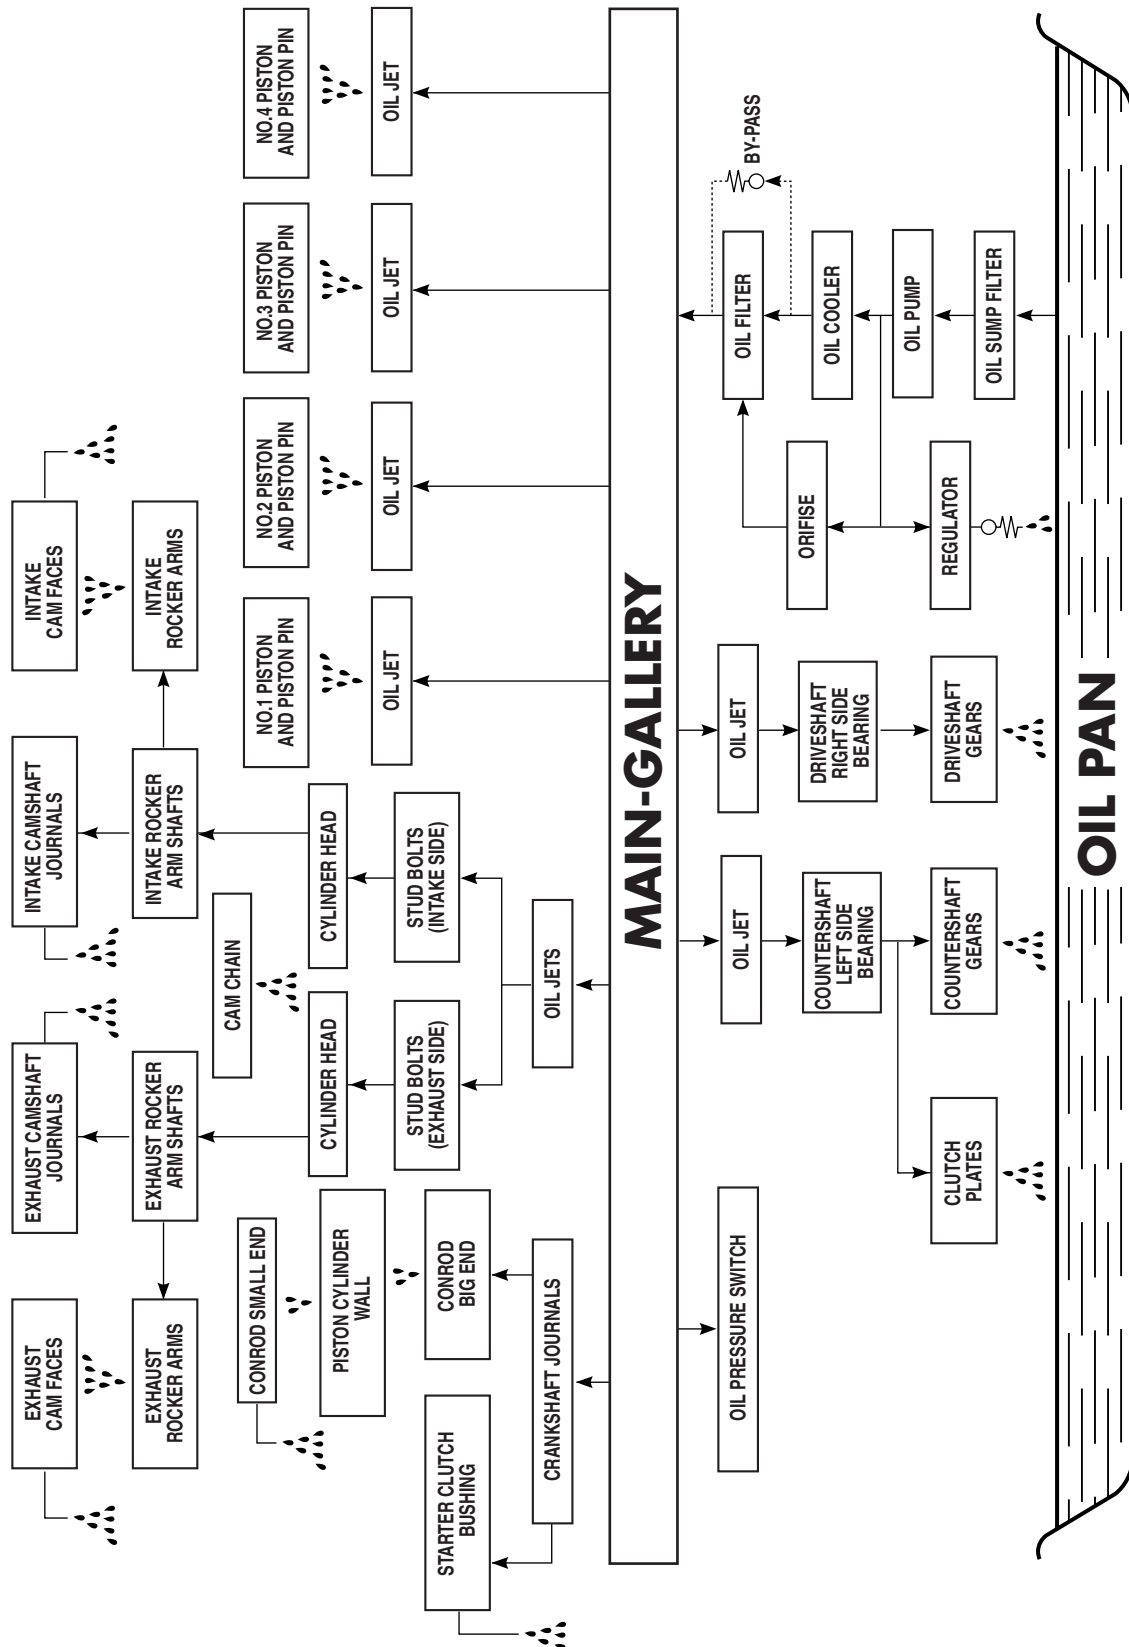 EXHAUST
CAM FACES
EXHAUST CAMSHAFT
JOURNALS
INTAKE CAMSHAFT
JOURNALS
INTAKE
CAM FACES
EXHAUST
ROCKER ARMS
EXHAUST ROCKER
ARM SHAFTS
INTAKE ROCKER
ARM SHAFTS
INTAKE
ROCKER ARMS
CAM CHAIN
CONROD SMALL END
NO.1 PISTON
AND PISTON PIN
NO.2 PISTON
AND PISTON PIN
NO.3 PISTON
AND PISTON PIN
NO.4 PISTON
AND PISTON PIN
PISTON CYLINDER
WALL
CYLINDER HEAD
CYLINDER HEAD
OIL JET
OIL JET
OIL JET
OIL JET
STARTER CLUTCH
BUSHING
CONROD
BIG END
STUD BOLTS
(EXHAUST SIDE)
STUD BOLTS
(INTAKE SIDE)
CRANKSHAFT JOURNALS
OIL JETS
MAIN-GALLERY
OIL PRESSURE SWITCH
OIL JET
OIL JET
OIL FILTER
BY-PASS
COUNTERSHAFT
LEFT SIDE
BEARING
DRIVESHAFT
RIGHT SIDE
BEARING
ORIFISE
OIL COOLER
OIL PUMP
CLUTCH
PLATES
COUNTERSHAFT
GEARS
DRIVESHAFT
GEARS
REGULATOR
OIL SUMP FILTER
OIL PAN